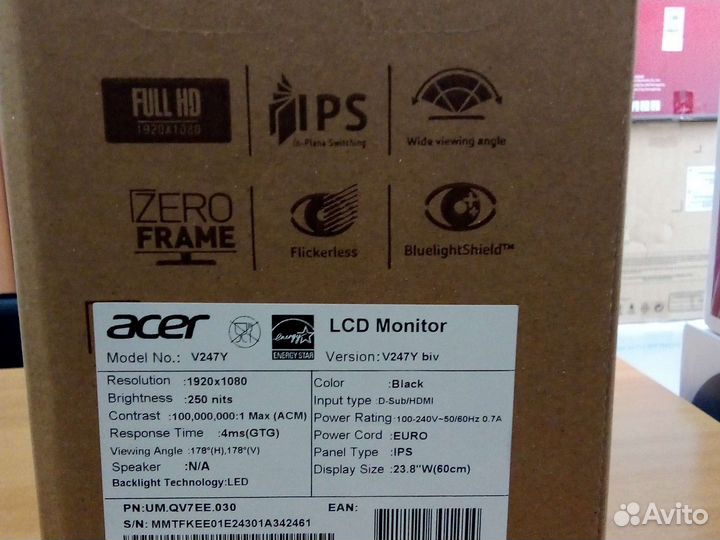 FULL HD
1920X1080
IPS
In-Plane Switching
Wide viewing angle
ZERO
FRAME
Flickerless
BluelightShield™
acer
energy
ENERGY STAR
LCD Monitor
Model No.: V247Y
Version: V247Y biv
Resolution :1920x1080
Brightness :250 nits
Contrast :100,000,000:1 Max (ACM)
Response Time :4ms(GTG)
Viewing Angle :178°(H),178°(V)
Speaker :N/A
Backlight Technology:LED
Color :Black
Input type :D-Sub/HDMI
Power Rating :100-240V~50/60Hz 0.7A
Power Cord :EURO
Panel Type :IPS
Display Size :23.8"W(60cm)
PN:UM.QV7EE.030
EAN:
S/N: MMTFKEE01E24301A342461
Avito